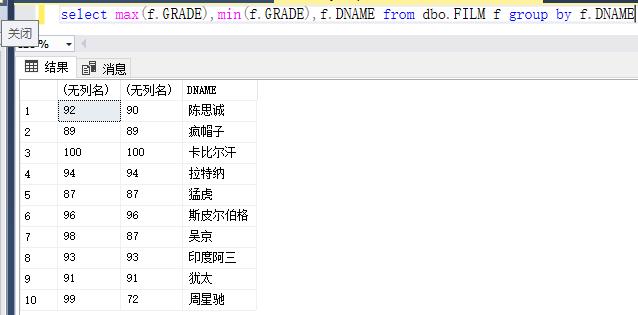 select max(f.GRADE),min(f.GRADE),f.DNAME from dbo.FILM f group by f.DNAME
关闭
%
结果 消息
(无列名) (无列名) DNAME
1 92 90 陈思诚
2 89 89 疯帽子
3 100 100 卡比尔汗
4 94 94 拉特纳
5 87 87 猛虎
6 96 96 斯皮尔伯格
7 98 87 吴京
8 93 93 印度阿三
9 91 91 犹太
10 99 72 周星驰